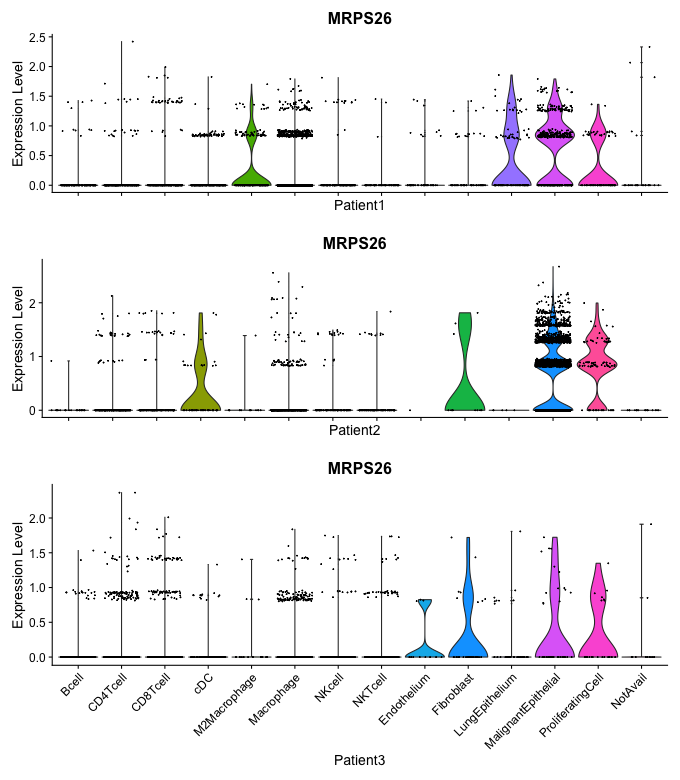 MRPS26
Expression Level
2.5
2.0
1.5
1.0
0.5
0.0
Patient1
MRPS26
Expression Level
2
1
0
Patient2
MRPS26
Expression Level
2.0
1.5
1.0
0.5
0.0
Bcell
CD4Tcell
CD8Tcell
cDC
M2Macrophage
Macrophage
NKcell
NKTcell
Endothelium
Fibroblast
LungEpithelium
MalignantEpithelial
ProliferatingCell
NotAvail
Patient3